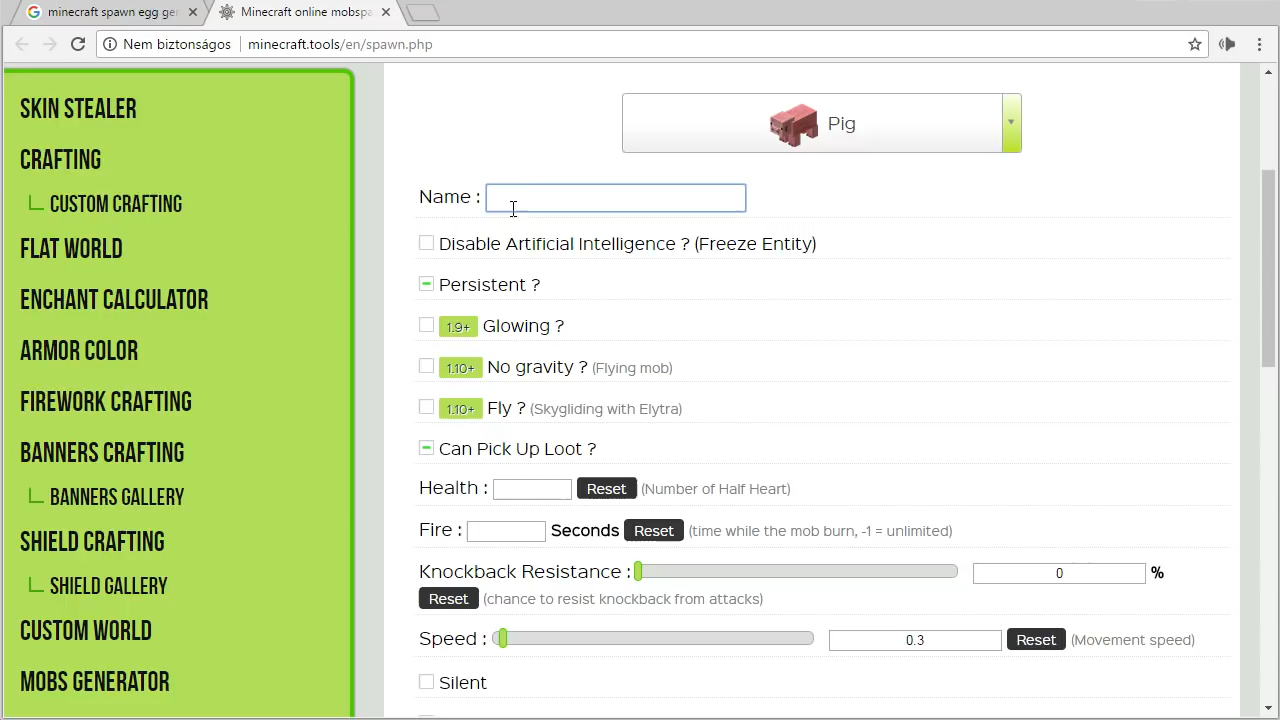 minecraft spawn egg ger
Minecraft online mobspa
Nem biztonságos
minecraft.tools/en/spawn.php
SKIN STEALER
CRAFTING
CUSTOM CRAFTING
FLAT WORLD
ENCHANT CALCULATOR
ARMOR COLOR
FIREWORK CRAFTING
BANNERS CRAFTING
BANNERS GALLERY
SHIELD CRAFTING
SHIELD GALLERY
CUSTOM WORLD
MOBS GENERATOR
Pig
Name :
Disable Artificial Intelligence ? (Freeze Entity)
Persistent ?
1.9+ Glowing ?
1.10+ No gravity ? (Flying mob)
1.10+ Fly ? (Skygliding with Elytra)
Can Pick Up Loot ?
Health : Reset (Number of Half Heart)
Fire : Seconds Reset (time while the mob burn, -1 = unlimited)
Knockback Resistance : 0 %
Reset (chance to resist knockback from attacks)
Speed : 0.3 Reset (Movement speed)
Silent